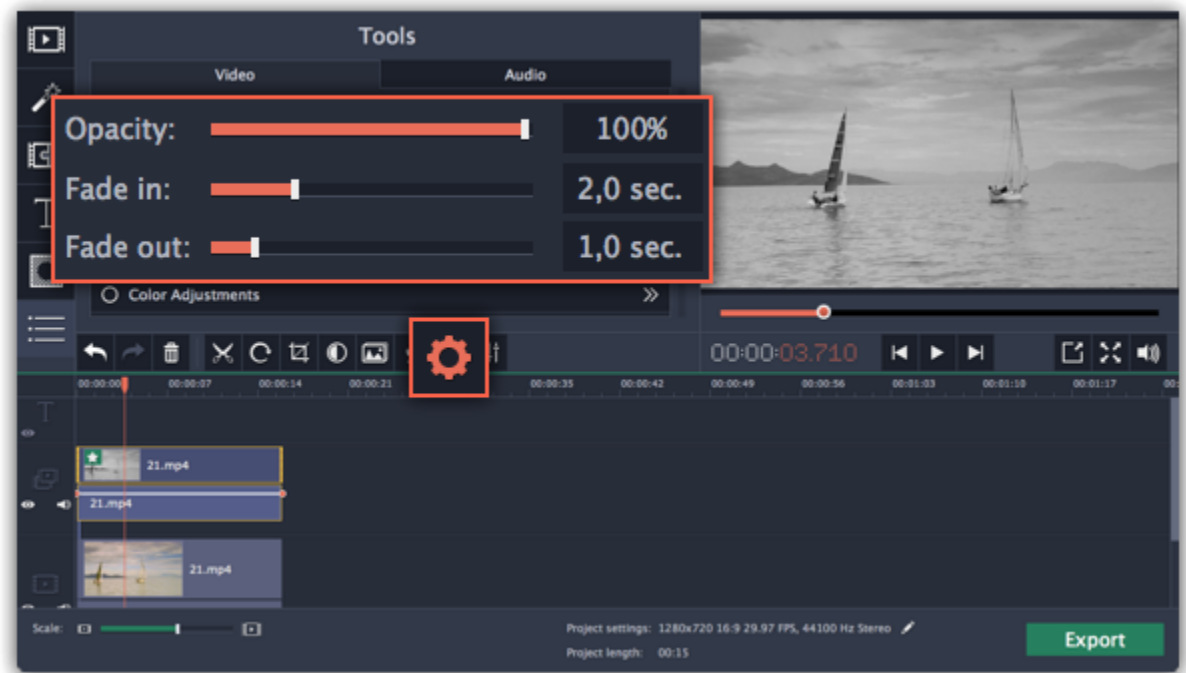 Tools
Video Audio
Opacity: 100%
Fade in: 2,0 sec.
Fade out: 1,0 sec.
Color Adjustments
00:00:03.710
00:00:00 00:00:07 00:00:14 00:00:21 00:00:35 00:00:42 00:00:49 00:00:56 00:01:03 00:01:10 00:01:17 00:
T
21.mp4
21.mp4
21.mp4
Scale:
Project settings: 1280x720 16:9 29.97 FPS, 44100 Hz Stereo
Project length: 00:15
Export